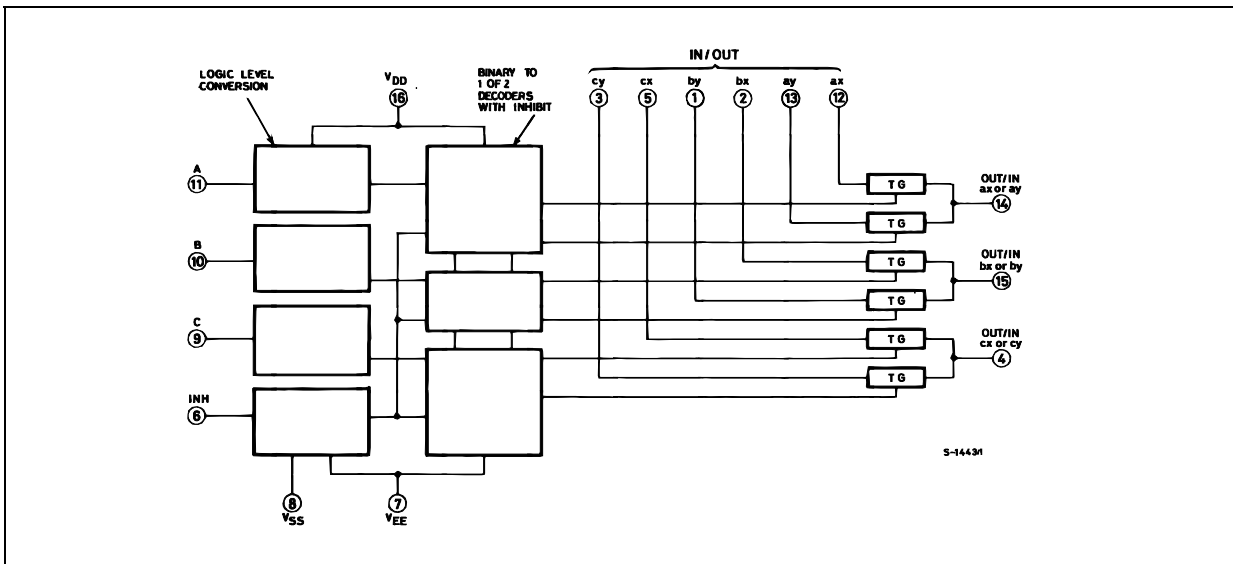 IN/OUT
LOGIC LEVEL
CONVERSION
VDD
16
BINARY TO
1 OF 2
DECODERS
WITH INHIBIT
cy
3
cx
5
by
1
bx
2
ay
13
ax
12
A
11
B
10
C
9
INH
6
8
VSS
7
VEE
TG
TG
TG
TG
TG
TG
OUT/IN
ax or ay
14
OUT/IN
bx or by
15
OUT/IN
cx or cy
4
S-1443/1